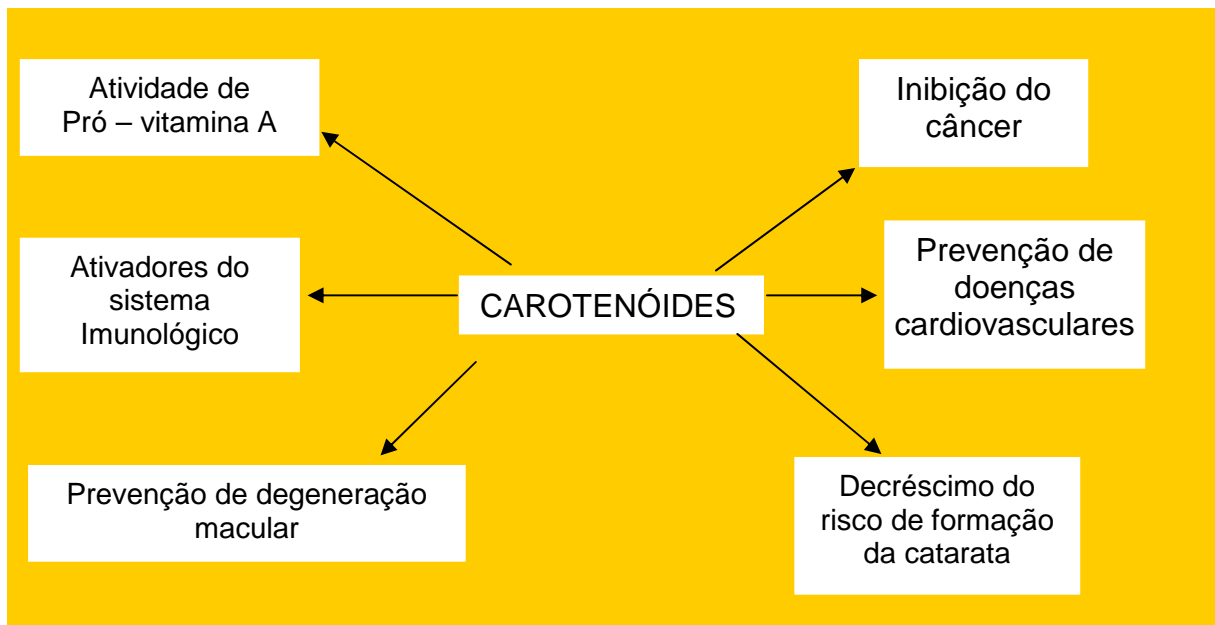 Atividade de
Pró – vitamina A
Inibição do
câncer
Ativadores do
sistema
Imunológico
CAROTENÓIDES
Prevenção de
doenças
cardiovasculares
Prevenção de degeneração
macular
Decréscimo do
risco de formação
da catarata